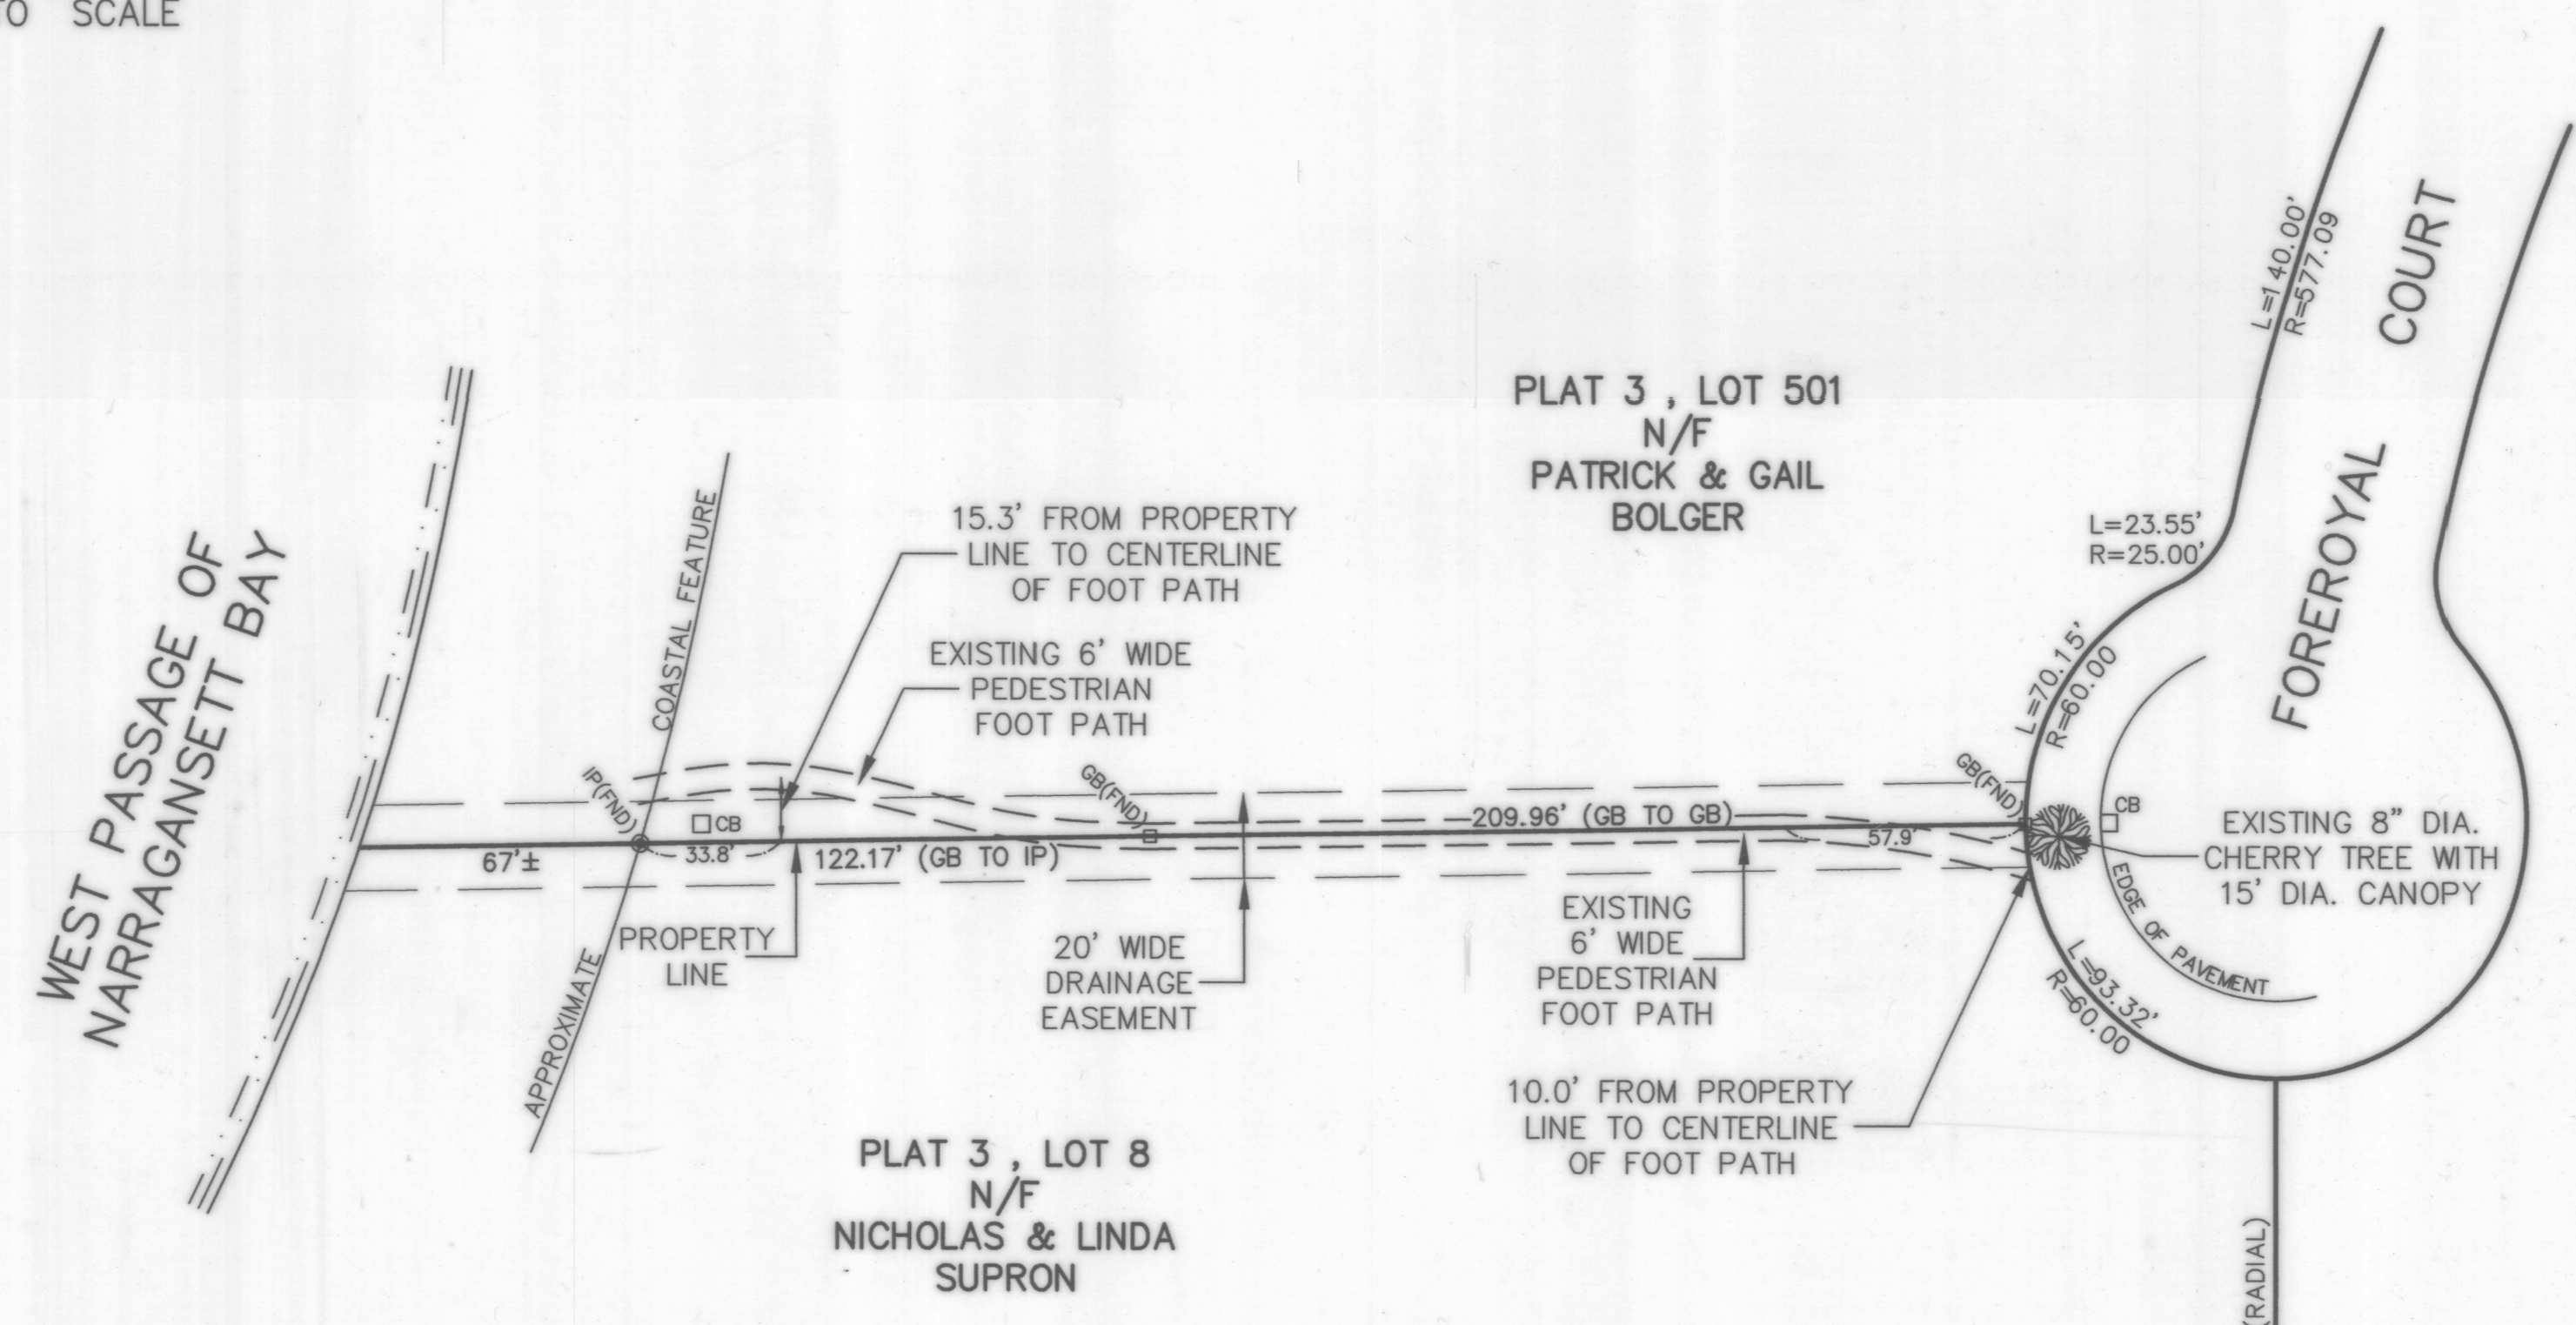 TO SCALE
WEST PASSAGE OF
NARRAGANSETT BAY
APPROXIMATE COASTAL FEATURE
15.3' FROM PROPERTY
LINE TO CENTERLINE
OF FOOT PATH
EXISTING 6' WIDE
PEDESTRIAN
FOOT PATH
PLAT 3 , LOT 501
N/F
PATRICK & GAIL
BOLGER
L=140.00'
R=577.09
FOREROYAL COURT
L=23.55'
R=25.00'
L=70.15'
R=60.00
IP(FND)
CB
GB(FND)
GB(FND)
CB
67'±
33.8'
122.17' (GB TO IP)
209.96' (GB TO GB)
57.9'
EXISTING 8" DIA.
CHERRY TREE WITH
15' DIA. CANOPY
EDGE OF PAVEMENT
L=93.32'
R=60.00
PROPERTY
LINE
20' WIDE
DRAINAGE
EASEMENT
EXISTING
6' WIDE
PEDESTRIAN
FOOT PATH
10.0' FROM PROPERTY
LINE TO CENTERLINE
OF FOOT PATH
PLAT 3 , LOT 8
N/F
NICHOLAS & LINDA
SUPRON
(RADIAL)